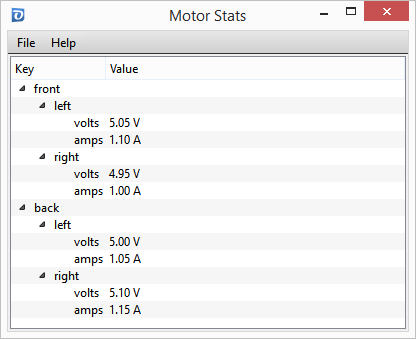 Motor Stats
File Help
Key Value
front
left
volts 5.05 V
amps 1.10 A
right
volts 4.95 V
amps 1.00 A
back
left
volts 5.00 V
amps 1.05 A
right
volts 5.10 V
amps 1.15 A